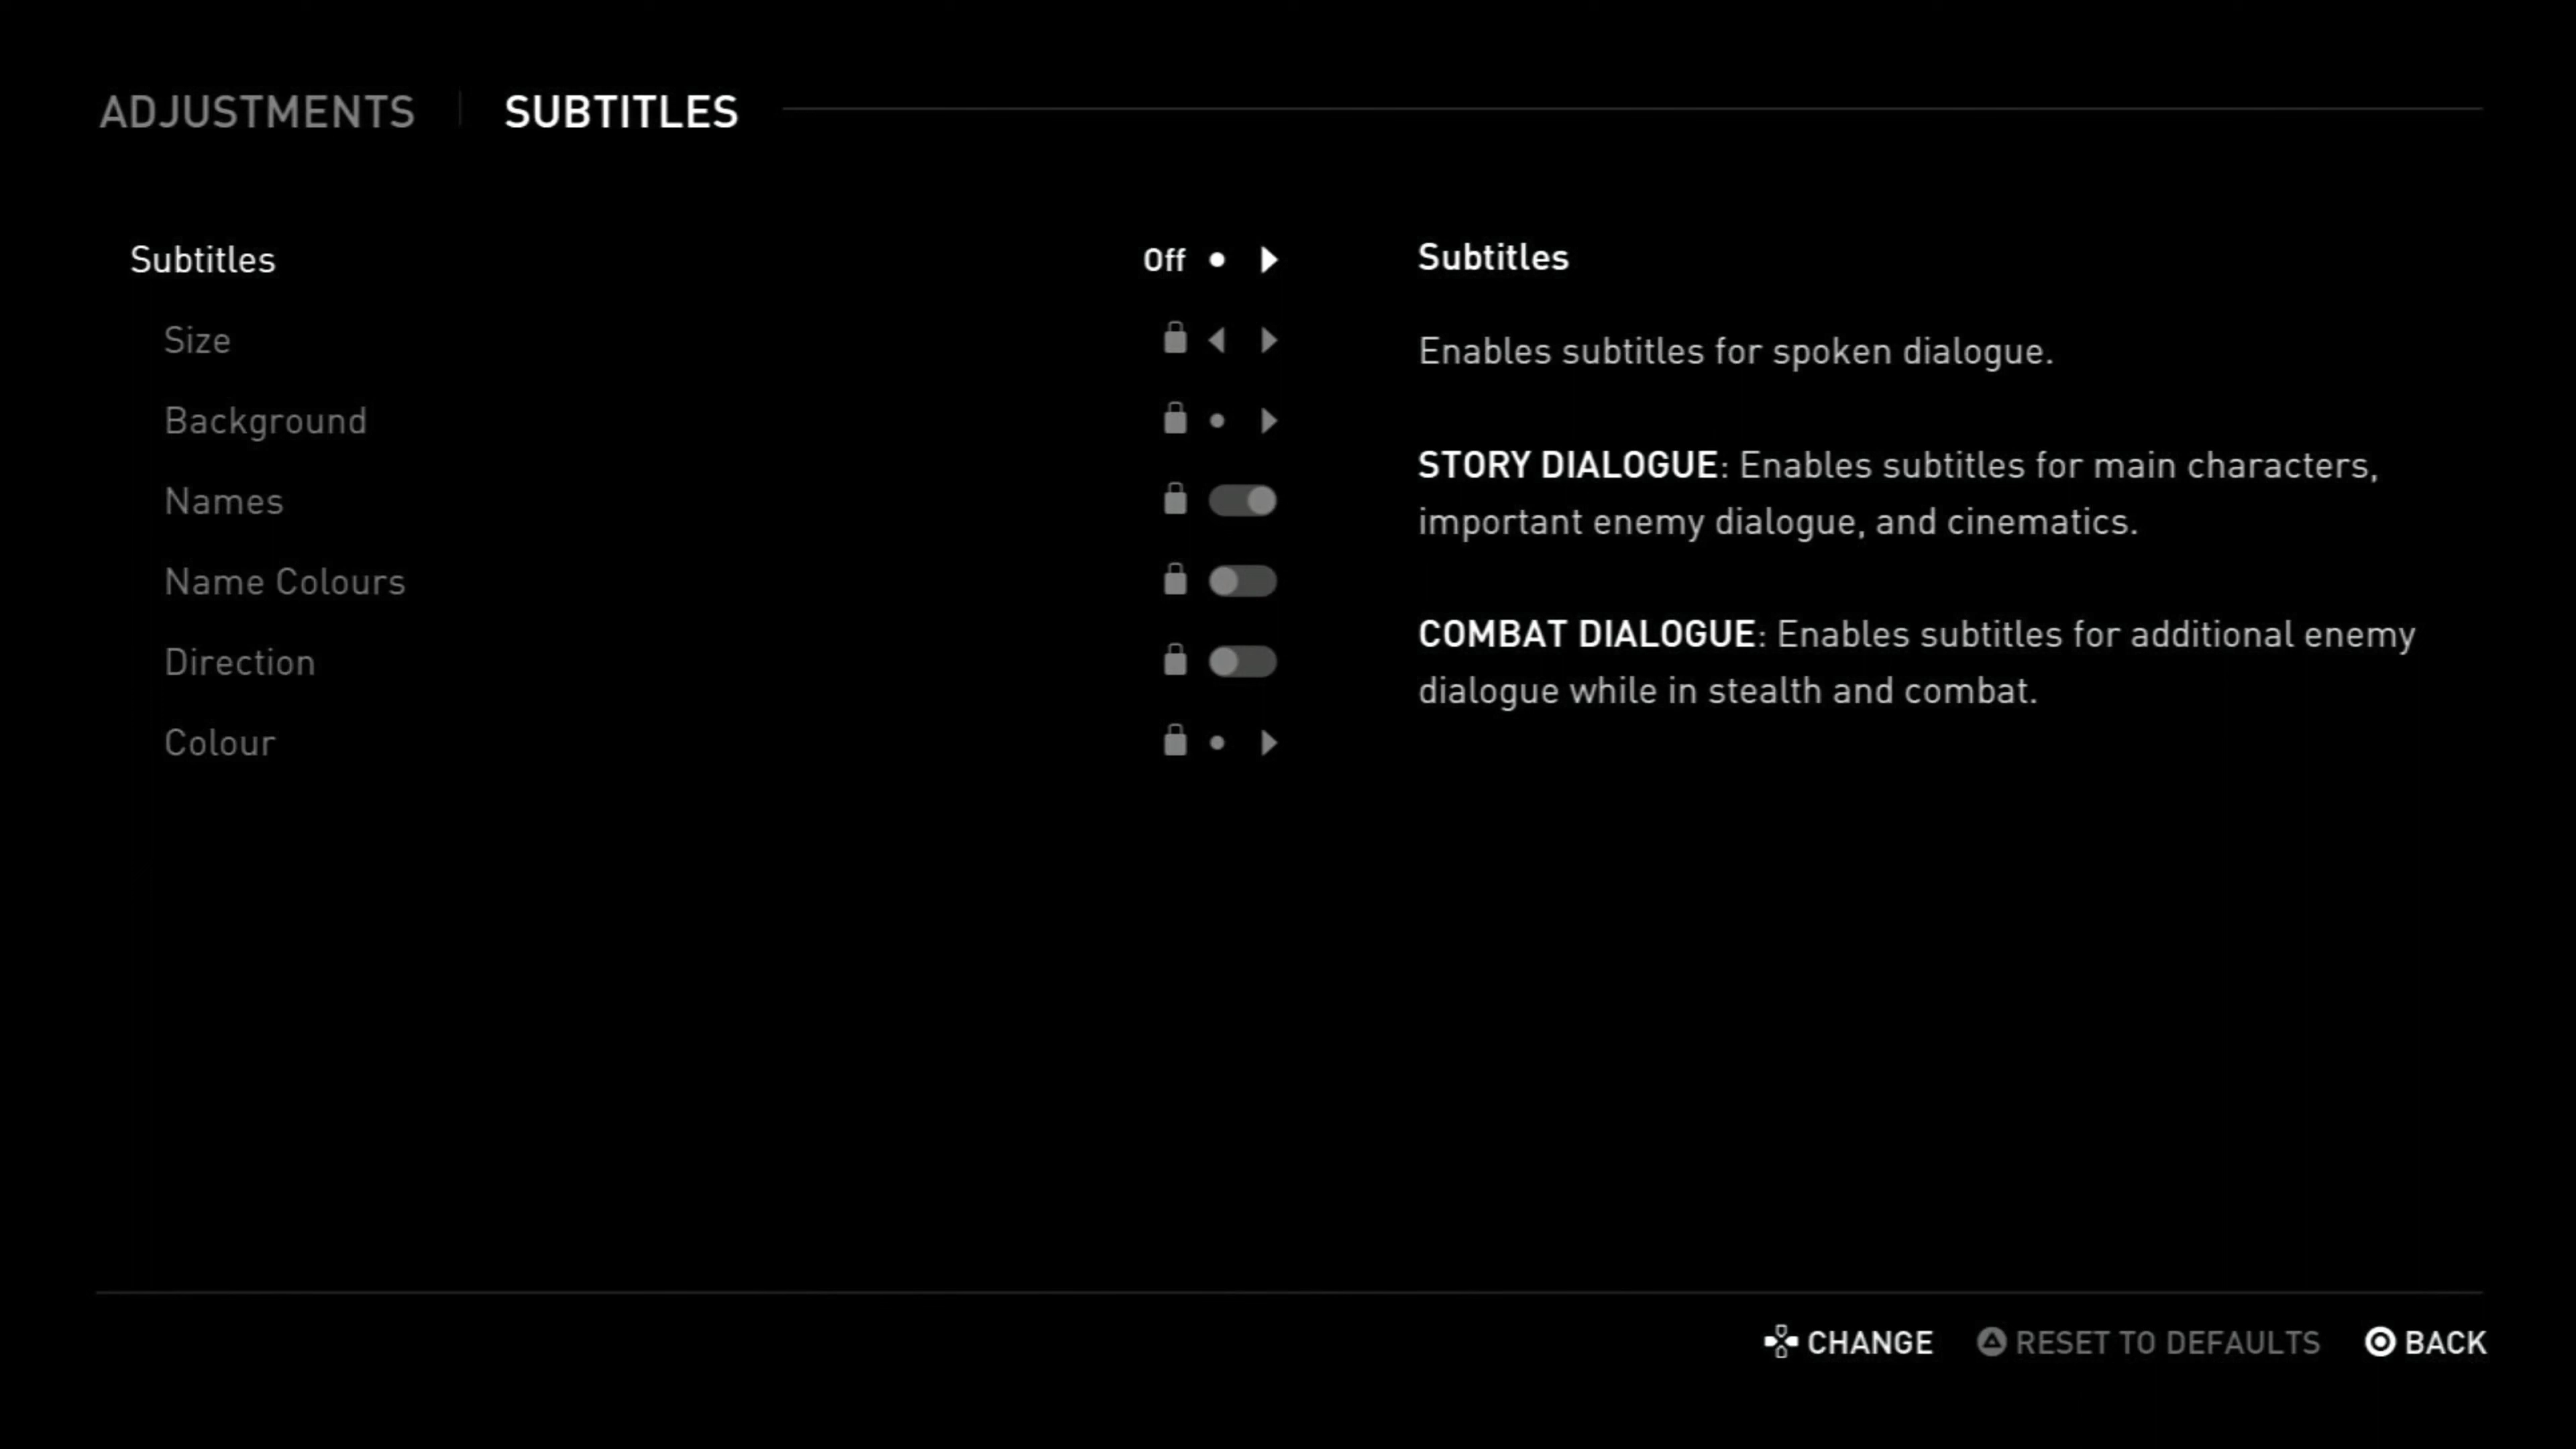 ADJUSTMENTS SUBTITLES
Subtitles Off
Size
Background
Names
Name Colours
Direction
Colour
Subtitles
Enables subtitles for spoken dialogue.
STORY DIALOGUE: Enables subtitles for main characters,
important enemy dialogue, and cinematics.
COMBAT DIALOGUE: Enables subtitles for additional enemy
dialogue while in stealth and combat.
CHANGE RESET TO DEFAULTS BACK